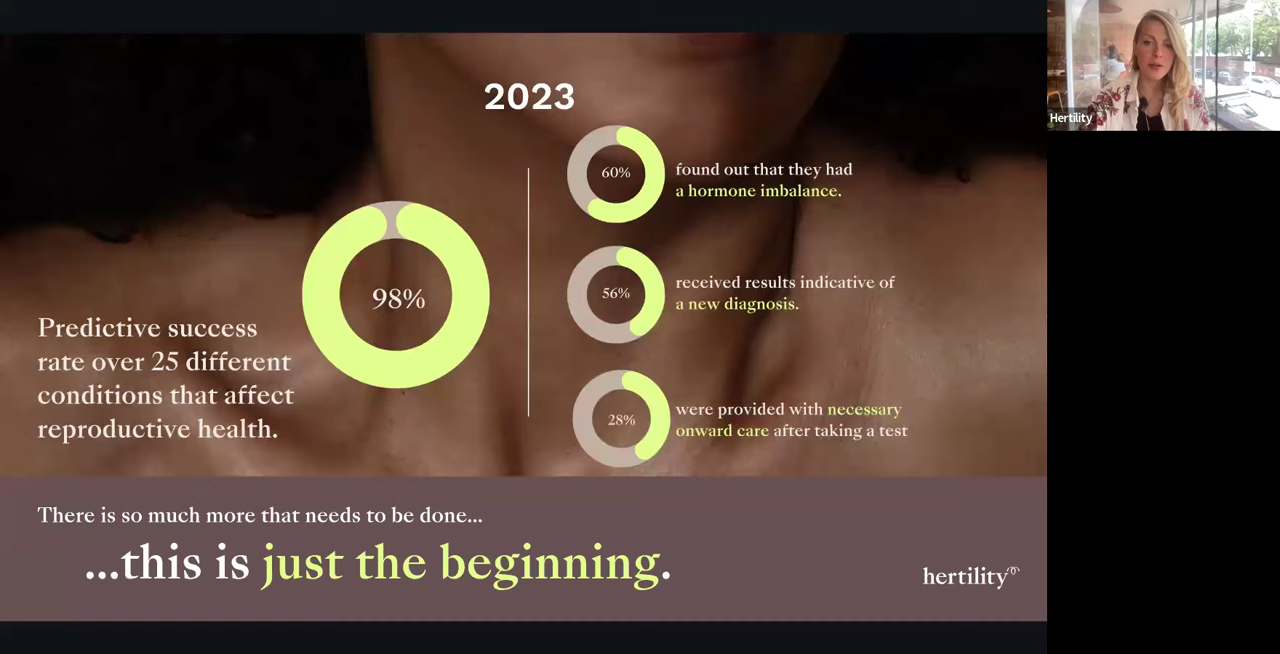 2023
Predictive success
rate over 25 different
conditions that affect
reproductive health.
98%
60%
found out that they had
a hormone imbalance.
56%
received results indicative of
a new diagnosis.
28%
were provided with necessary
onward care after taking a test
There is so much more that needs to be done...
...this is just the beginning.
hertility
Hertility